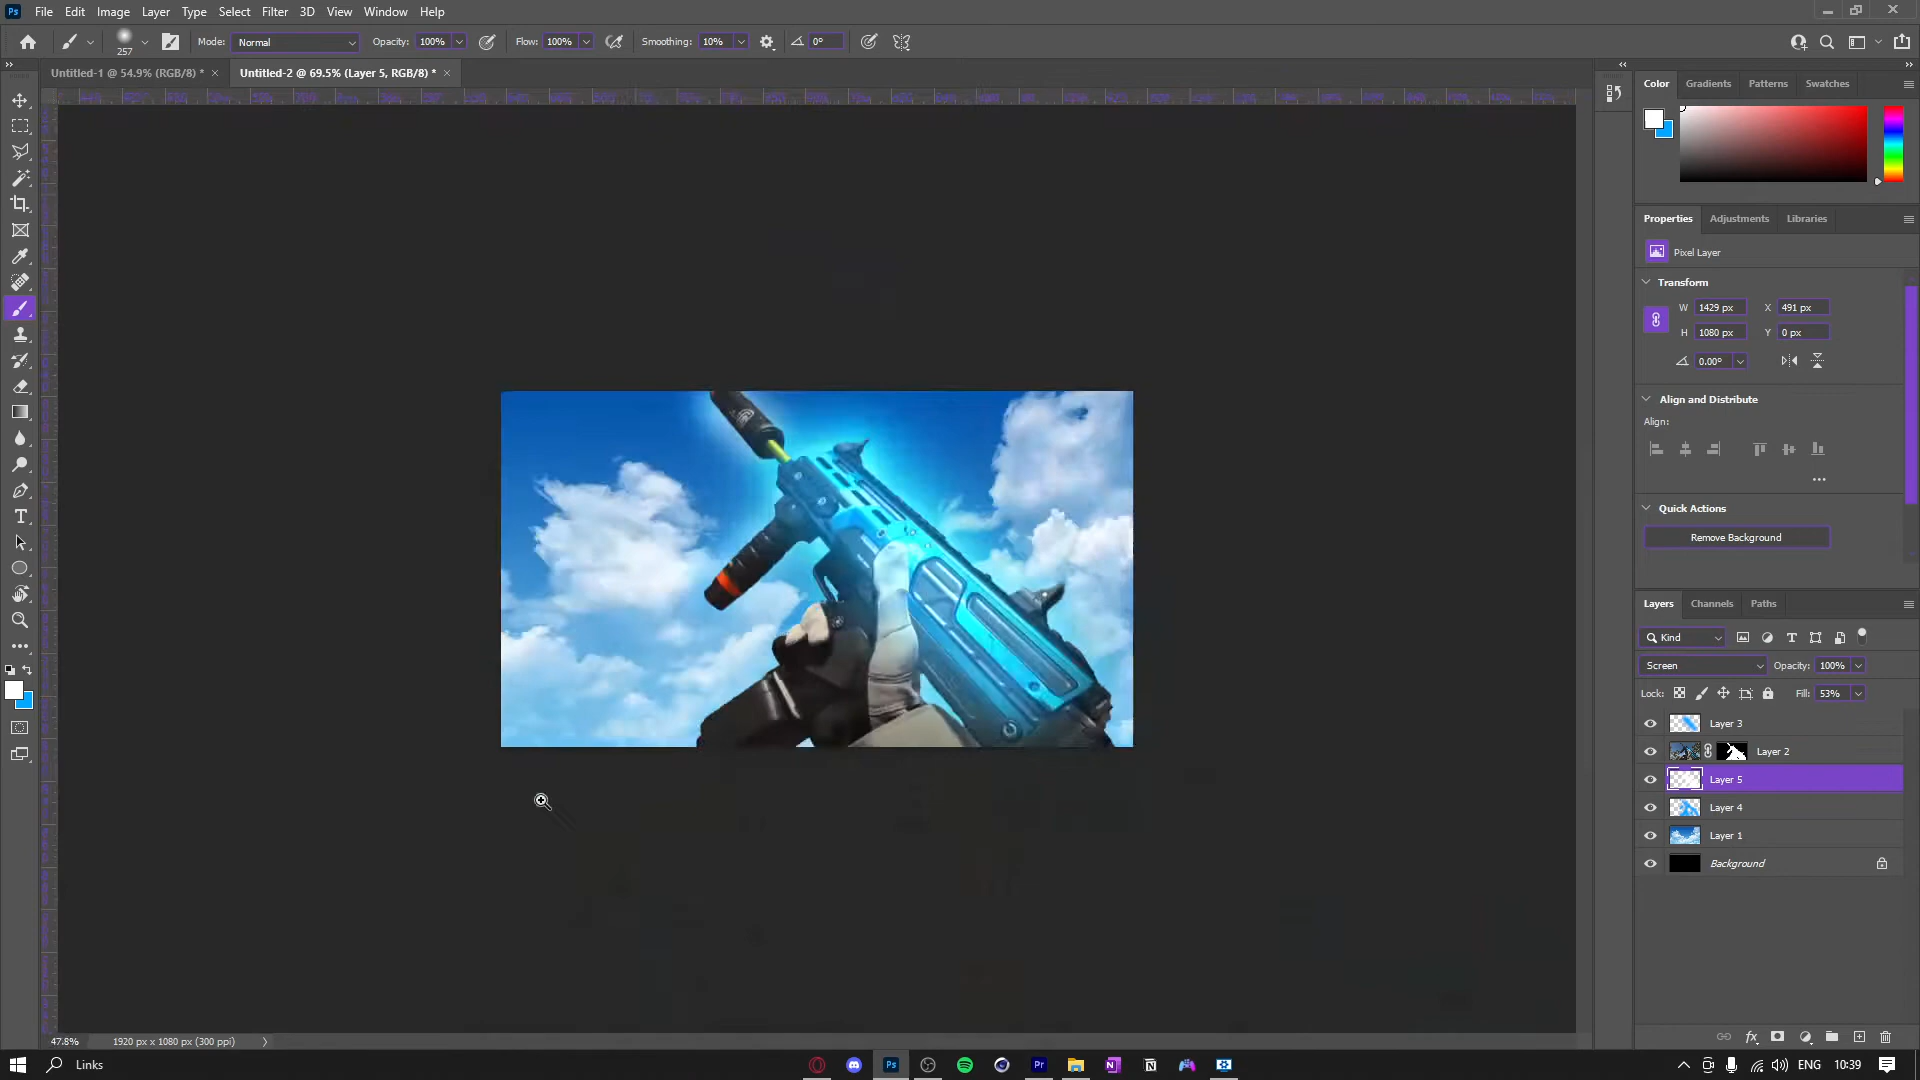 Ps File Edit Image Layer Type Select Filter 3D View Window Help
257 Mode: Normal Opacity: 100% Flow: 100% Smoothing: 10% 0°
Untitled-1 @ 54.9% (RGB/8) * × Untitled-2 @ 69.5% (Layer 5, RGB/8) * ×
Color Gradients Patterns Swatches
Properties Adjustments Libraries
Pixel Layer
Transform
W 1429 px X 491 px
H 1080 px Y 0 px
0.00°
Align and Distribute
Align:
Quick Actions
Remove Background
Layers Channels Paths
Kind
Screen Opacity: 100%
Lock: Fill: 53%
Layer 3
Layer 2
Layer 5
Layer 4
Layer 1
Background
47.8% 1920 px x 1080 px (300 ppi)
Links Ps Pr ENG 10:39